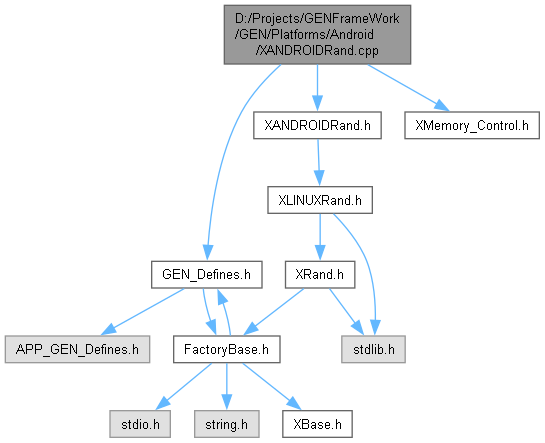 D:/Projects/GENFrameWork
/GEN/Platforms/Android
/XANDROIDRand.cpp
XANDROIDRand.h
XMemory_Control.h
XLINUXRand.h
GEN_Defines.h
XRand.h
APP_GEN_Defines.h
FactoryBase.h
stdlib.h
stdio.h
string.h
XBase.h